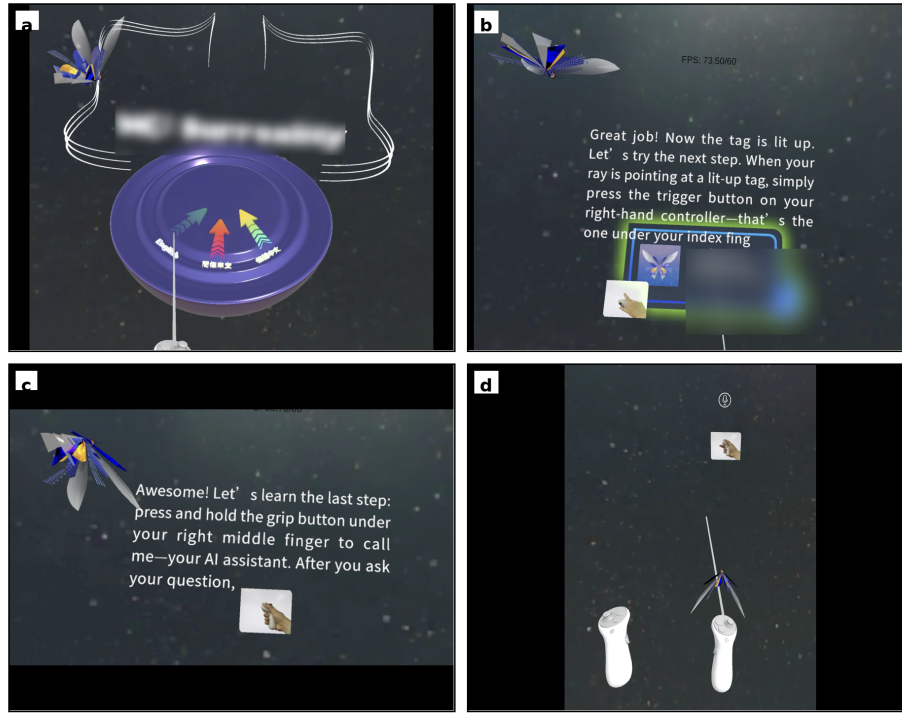 a
b
FPS: 73.50/60
Great job! Now the tag is lit up.
Let’s try the next step. When your
ray is pointing at a lit-up tag, simply
press the trigger button on your
right-hand controller—that’s the
one under your index fing
c
Awesome! Let’s learn the last step:
press and hold the grip button under
your right middle finger to call
me—your AI assistant. After you ask
your question,
d